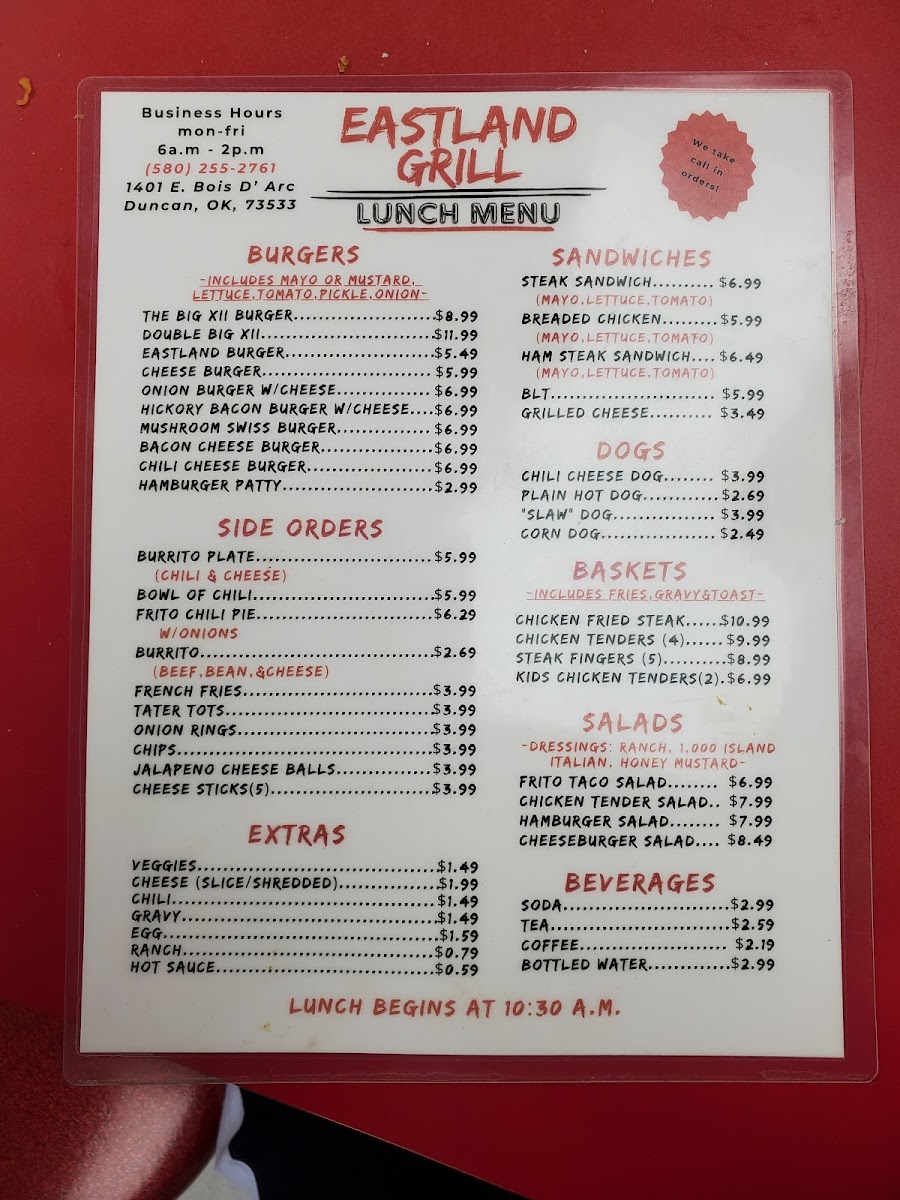 Business Hours
mon-fri
6a.m - 2p.m
(580) 255-2761
1401 E. Bois D' Arc
Duncan, OK, 73533
EASTLAND
GRILL
LUNCH MENU
We take
call in
orders!
BURGERS
-INCLUDES MAYO OR MUSTARD,
LETTUCE,TOMATO,PICKLE,ONION-
THE BIG XII BURGER..............................$8.99
DOUBLE BIG XII.....................................$11.99
EASTLAND BURGER................................$5.49
CHEESE BURGER.................................... $5.99
ONION BURGER W/CHEESE.................... $6.99
HICKORY BACON BURGER W/CHEESE....$6.99
MUSHROOM SWISS BURGER................ $6.99
BACON CHEESE BURGER........................$6.99
CHILI CHEESE BURGER...........................$6.99
HAMBURGER PATTY................................$2.99
SIDE ORDERS
BURRITO PLATE.....................................$5.99
(CHILI & CHEESE)
BOWL OF CHILI......................................$5.99
FRITO CHILI PIE.....................................$6.29
W/ONIONS
BURRITO.................................................$2.69
(BEEF,BEAN,&CHEESE)
FRENCH FRIES........................................$3.99
TATER TOTS...........................................$3.99
ONION RINGS.........................................$3.99
CHIPS......................................................$3.99
JALAPENO CHEESE BALLS....................$3.99
CHEESE STICKS(5)..................................$3.99
EXTRAS
VEGGIES..................................................$1.49
CHEESE (SLICE/SHREDDED)....................$1.99
CHILI........................................................$1.49
GRAVY......................................................$1.49
EGG..........................................................$1.59
RANCH.....................................................$0.79
HOT SAUCE..............................................$0.59
SANDWICHES
STEAK SANDWICH.......... $6.99
(MAYO,LETTUCE,TOMATO)
BREADED CHICKEN.........$5.99
(MAYO,LETTUCE,TOMATO)
HAM STEAK SANDWICH.... $6.49
(MAYO,LETTUCE,TOMATO)
BLT........................... $5.99
GRILLED CHEESE.......... $3.49
DOGS
CHILI CHEESE DOG........ $3.99
PLAIN HOT DOG............$2.69
"SLAW" DOG................ $3.99
CORN DOG.................. $2.49
BASKETS
-INCLUDES FRIES,GRAVY&TOAST-
CHICKEN FRIED STEAK.....$10.99
CHICKEN TENDERS (4)......$9.99
STEAK FINGERS (5)..........$8.99
KIDS CHICKEN TENDERS(2).$6.99
SALADS
-DRESSINGS: RANCH, 1,000 ISLAND
ITALIAN, HONEY MUSTARD-
FRITO TACO SALAD........ $6.99
CHICKEN TENDER SALAD.. $7.99
HAMBURGER SALAD........ $7.99
CHEESEBURGER SALAD.... $8.49
BEVERAGES
SODA...........................$2.99
TEA.............................$2.59
COFFEE........................ $2.19
BOTTLED WATER.............$2.99
LUNCH BEGINS AT 10:30 A.M.